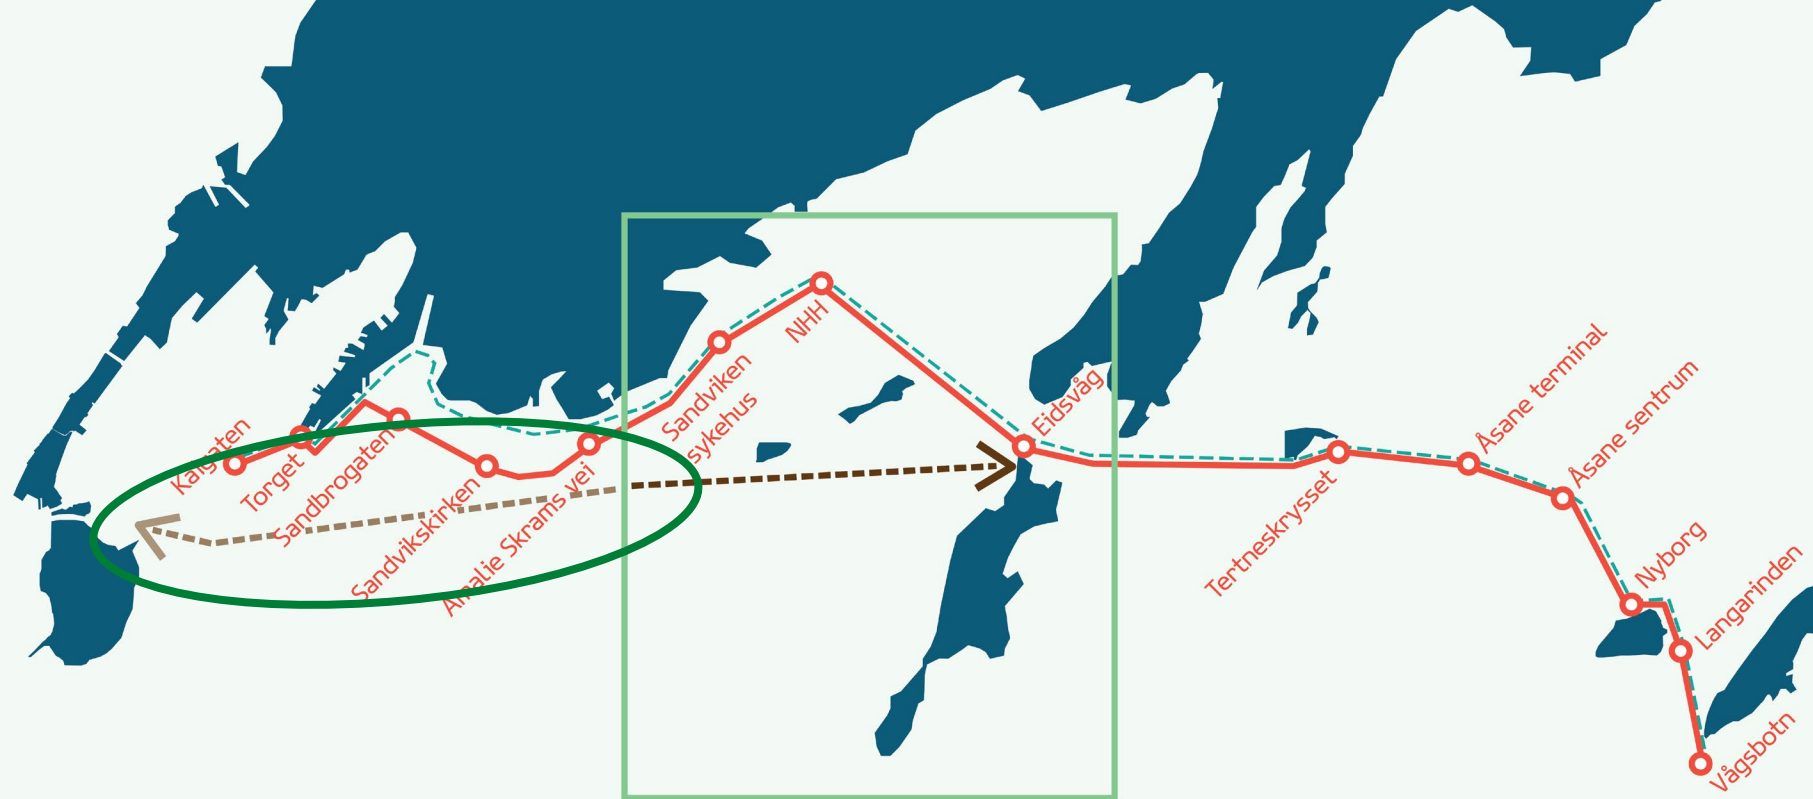 Kaigaten
Torget
Sandbrogaten
Sandvikskirken
Amalie Skrams vei
Sandviken
sykehus
NHH
Eidsvåg
Tertneskrysset
Åsane terminal
Åsane sentrum
Nyborg
Langarinden
Vågsbotn